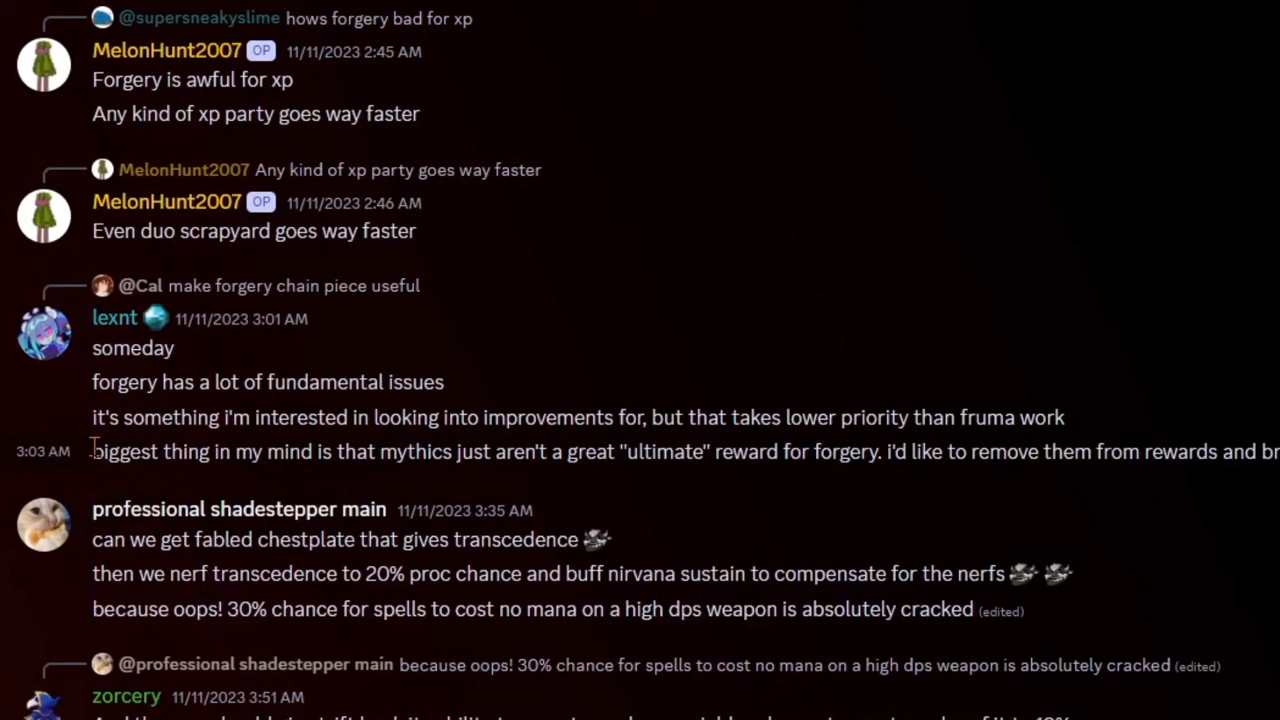 @supersneakyslime hows forgery bad for xp
MelonHunt2007 OP 11/11/2023 2:45 AM
Forgery is awful for xp
Any kind of xp party goes way faster
MelonHunt2007 Any kind of xp party goes way faster
MelonHunt2007 OP 11/11/2023 2:46 AM
Even duo scrapyard goes way faster
@Cal make forgery chain piece useful
lexnt 11/11/2023 3:01 AM
someday
forgery has a lot of fundamental issues
it's something i'm interested in looking into improvements for, but that takes lower priority than fruma work
3:03 AM biggest thing in my mind is that mythics just aren't a great "ultimate" reward for forgery. i'd like to remove them from rewards and
professional shadestepper main 11/11/2023 3:35 AM
can we get fabled chestplate that gives transcedence
then we nerf transcedence to 20% proc chance and buff nirvana sustain to compensate for the nerfs
because oops! 30% chance for spells to cost no mana on a high dps weapon is absolutely cracked (edited)
@professional shadestepper main because oops! 30% chance for spells to cost no mana on a high dps weapon is absolutely cracked (edited)
zorcery 11/11/2023 3:51 AM